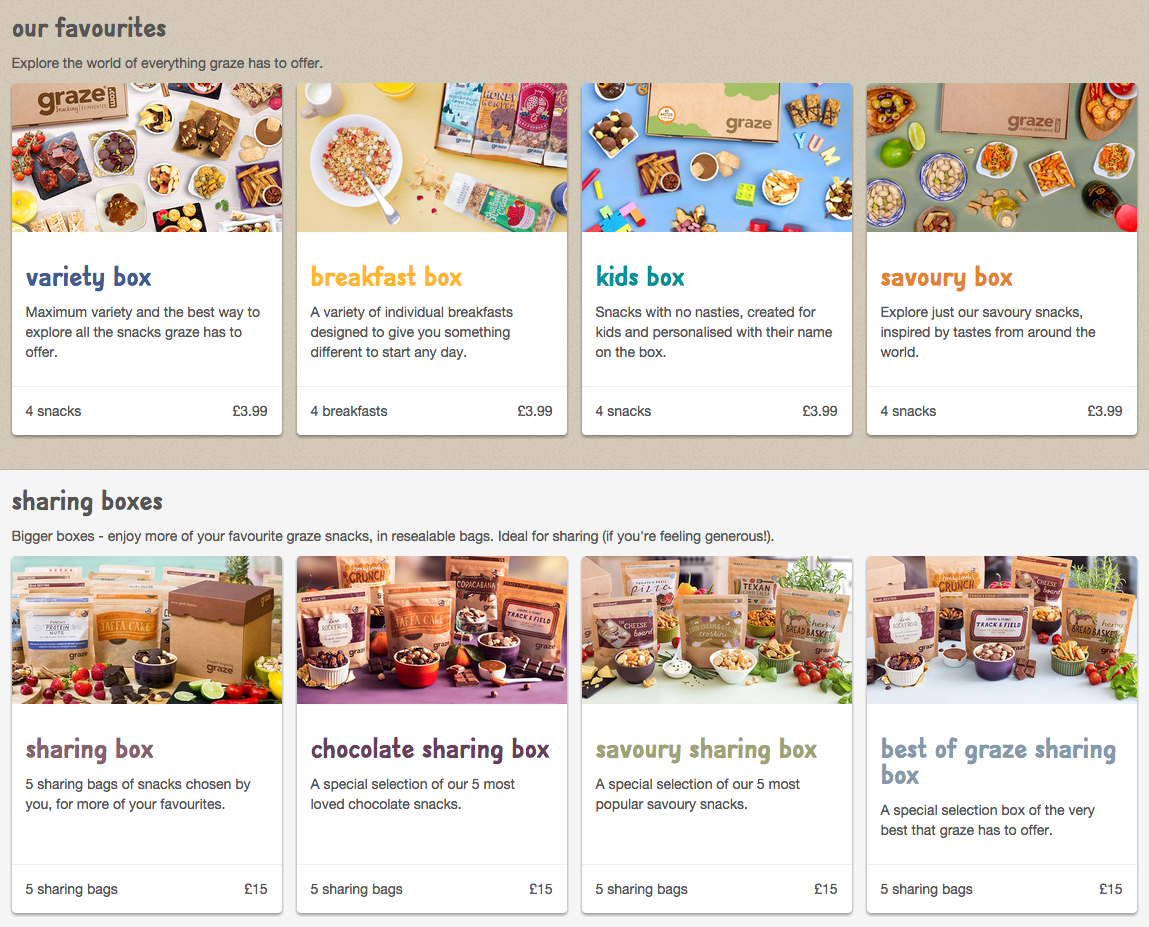 our favourites
Explore the world of everything graze has to offer.
graze
.com
graze
graze
YUM
variety box
Maximum variety and the best way to
explore all the snacks graze has to
offer.
4 snacks £3.99
breakfast box
A variety of individual breakfasts
designed to give you something
different to start any day.
4 breakfasts £3.99
kids box
Snacks with no nasties, created for
kids and personalised with their name
on the box.
4 snacks £3.99
savoury box
Explore just our savoury snacks,
inspired by tastes from around the
world.
4 snacks £3.99
sharing boxes
Bigger boxes - enjoy more of your favourite graze snacks, in resealable bags. Ideal for sharing (if you're feeling generous!).
PUNCHY
PROTEIN
NUTS
JAFFA CAKE
graze
CRUNCH
COPACABANA
dark
ROCKY ROAD
JAFFA CAKE
TRACK & FIELD
graze
pizza
TEXAN
CHEESE
board
crostini
herby
BREAD BASKET
graze
CRUNCH
CHEESE
board
dark
ROCKY ROAD
TRACK & FIELD
herby
BREAD BASKET
graze
sharing box
5 sharing bags of snacks chosen by
you, for more of your favourites.
5 sharing bags £15
chocolate sharing box
A special selection of our 5 most
loved chocolate snacks.
5 sharing bags £15
savoury sharing box
A special selection of our 5 most
popular savoury snacks.
5 sharing bags £15
best of graze sharing
box
A special selection box of the very
best that graze has to offer.
5 sharing bags £15